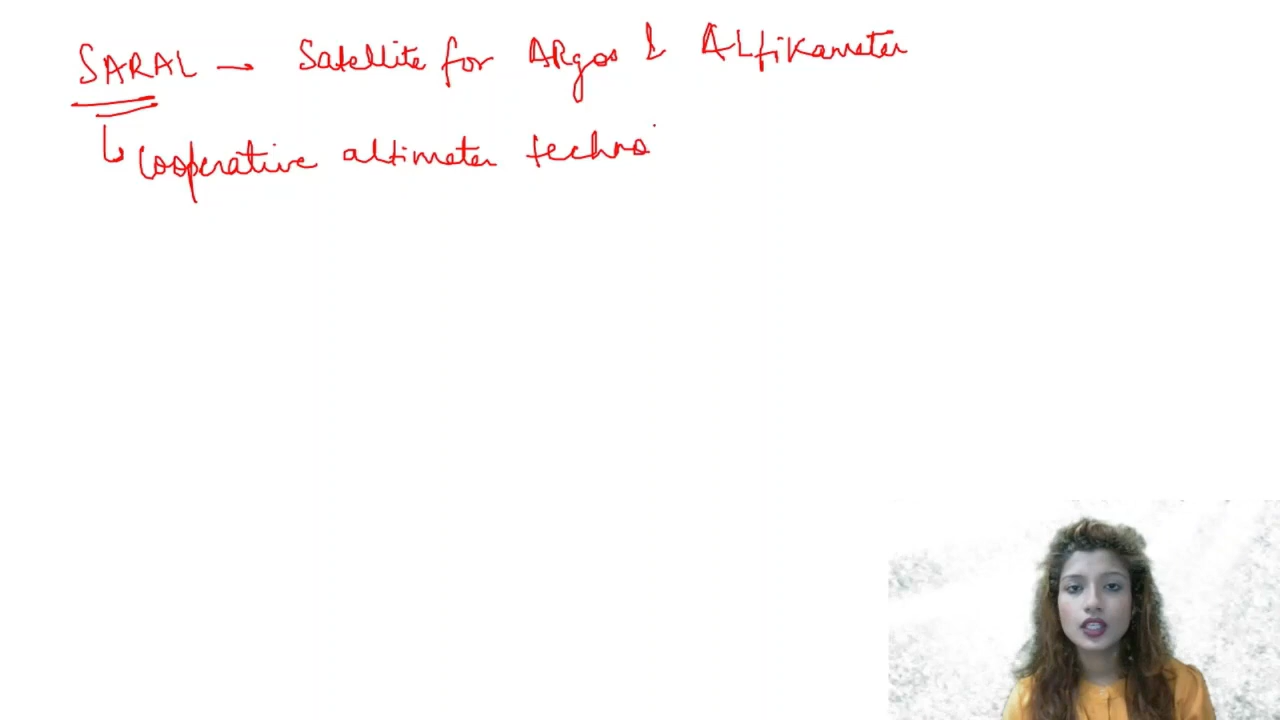 SARAL → Satellite for ARgos & ALtiKameter
↳ cooperative altimeter techno